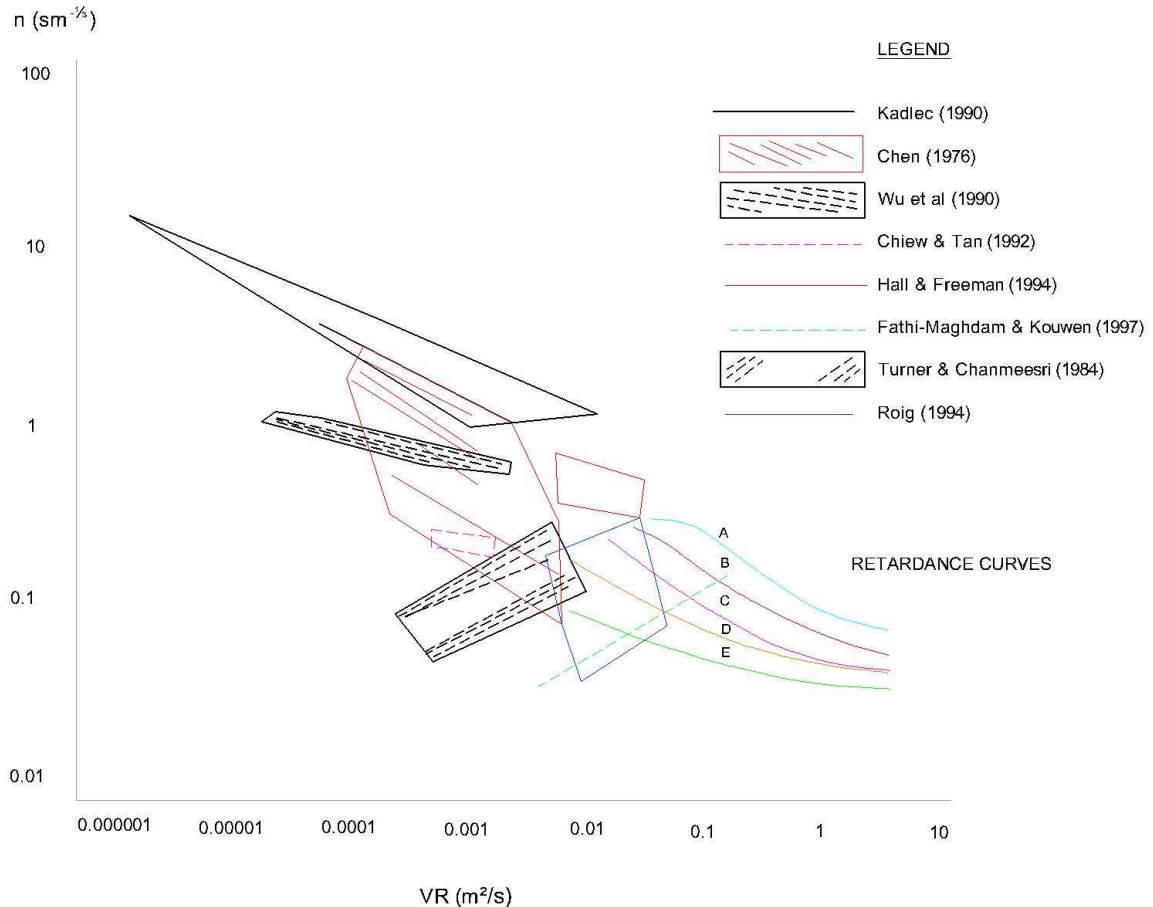 n (sm⁻¹ᐟ³)
LEGEND
100
Kadlec (1990)
Chen (1976)
Wu et al (1990)
10
Chiew & Tan (1992)
Hall & Freeman (1994)
Fathi-Maghdam & Kouwen (1997)
Turner & Chanmeesri (1984)
Roig (1994)
1
A
B
RETARDANCE CURVES
C
0.1
D
E
0.01
0.000001 0.00001 0.0001 0.001 0.01 0.1 1 10
VR (m²/s)